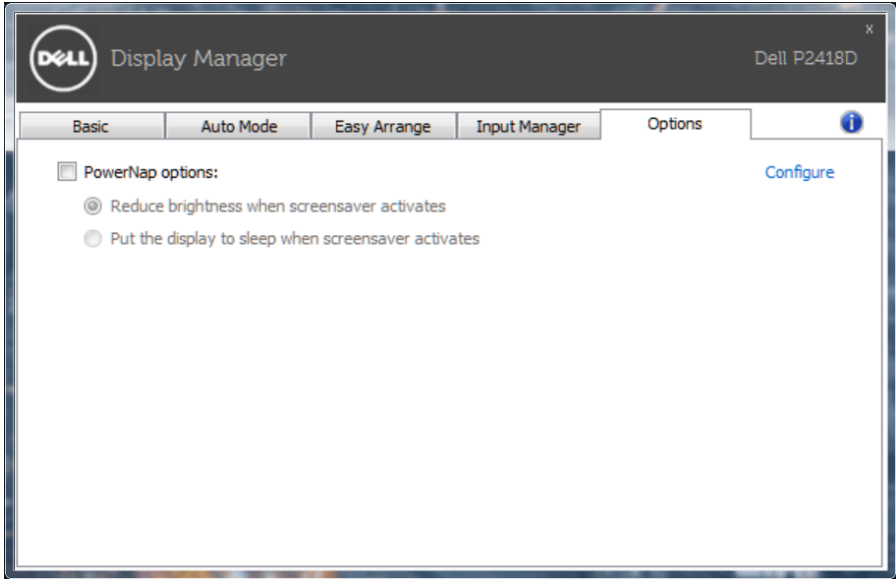 DELL Display Manager
x
Dell P2418D
Basic Auto Mode Easy Arrange Input Manager Options i
PowerNap options: Configure
Reduce brightness when screensaver activates
Put the display to sleep when screensaver activates